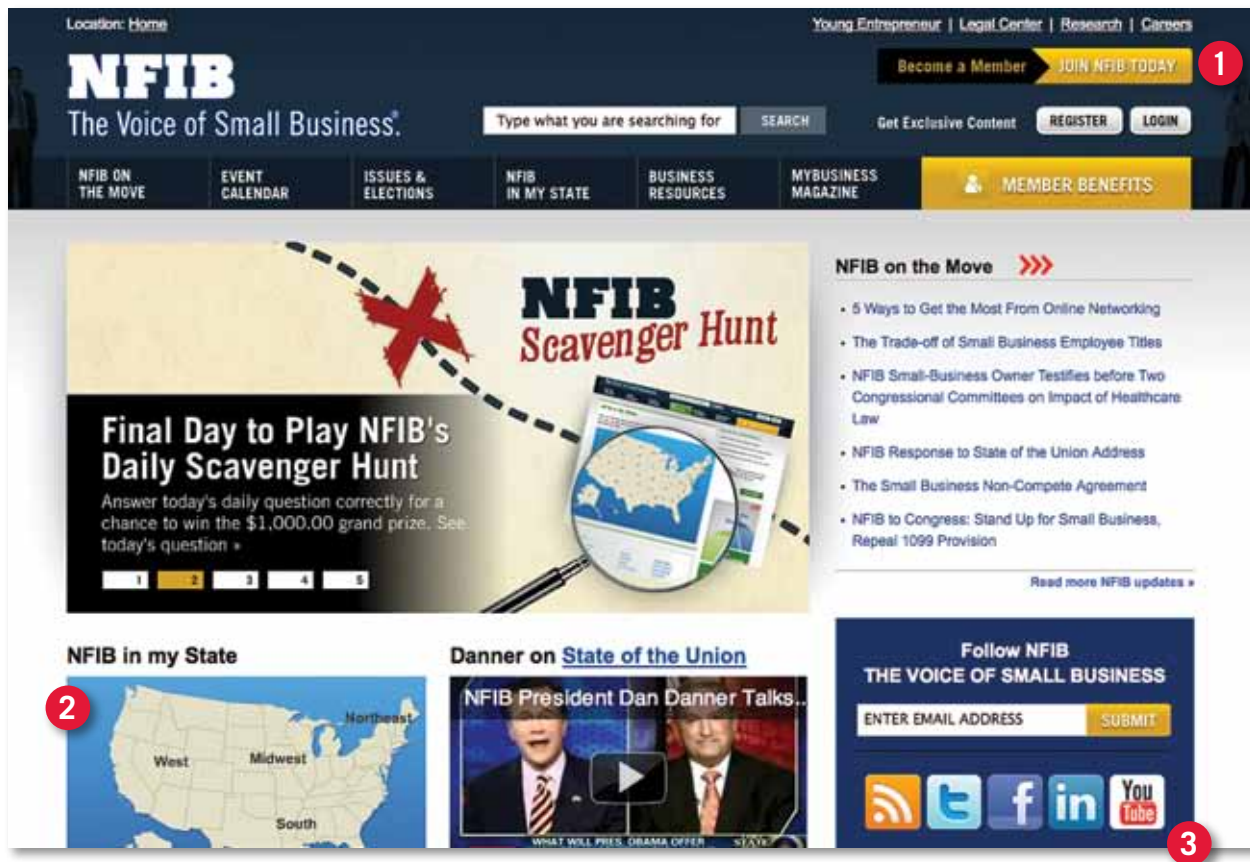 Location: Home
Young Entrepreneur | Legal Center | Research | Careers
NFIB
The Voice of Small Business®
Become a Member
JOIN NFIB TODAY
1
Type what you are searching for
SEARCH
Get Exclusive Content
REGISTER
LOGIN
NFIB ON
THE MOVE
EVENT
CALENDAR
ISSUES &
ELECTIONS
NFIB
IN MY STATE
BUSINESS
RESOURCES
MYBUSINESS
MAGAZINE
MEMBER BENEFITS
NFIB
Scavenger Hunt
Final Day to Play NFIB's
Daily Scavenger Hunt
Answer today's daily question correctly for a
chance to win the $1,000.00 grand prize. See
today's question »
1 2 3 4 5
NFIB on the Move
• 5 Ways to Get the Most From Online Networking
• The Trade-off of Small Business Employee Titles
• NFIB Small-Business Owner Testifies before Two
Congressional Committees on Impact of Healthcare
Law
• NFIB Response to State of the Union Address
• The Small Business Non-Compete Agreement
• NFIB to Congress: Stand Up for Small Business,
Repeal 1099 Provision
Read more NFIB updates »
NFIB in my State
2
Northeast
West
Midwest
South
Danner on State of the Union
NFIB President Dan Danner Talks..
WHAT WILL PRES. OBAMA OFFER
STATE
Follow NFIB
THE VOICE OF SMALL BUSINESS
ENTER EMAIL ADDRESS
SUBMIT
t
f
in
You
Tube
3